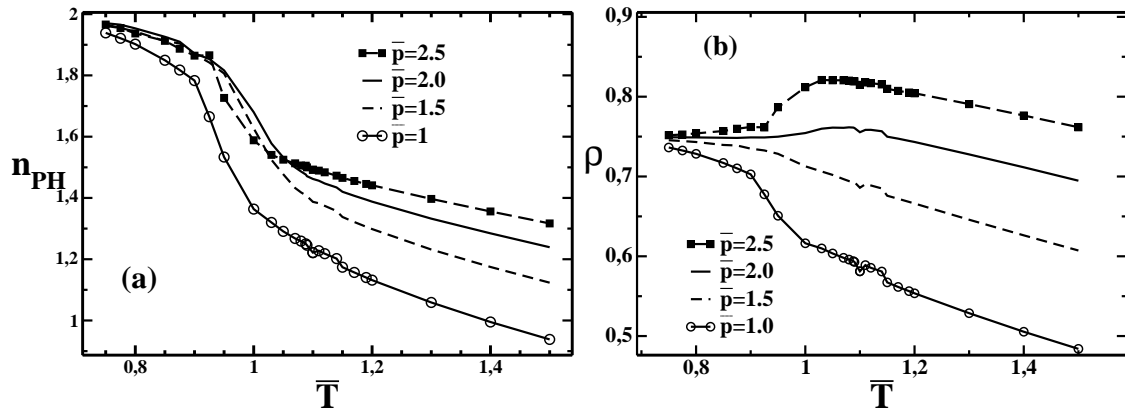 2
1,8
1,6
1,4
1,2
1
n_PH
p̅=2.5
p̅=2.0
p̅=1.5
p̅=1
(a)
0,8 1 1,2 1,4
T̅
0,9
0,8
0,7
0,6
0,5
ρ
(b)
p̅=2.5
p̅=2.0
p̅=1.5
p̅=1.0
0,8 1 1,2 1,4
T̅